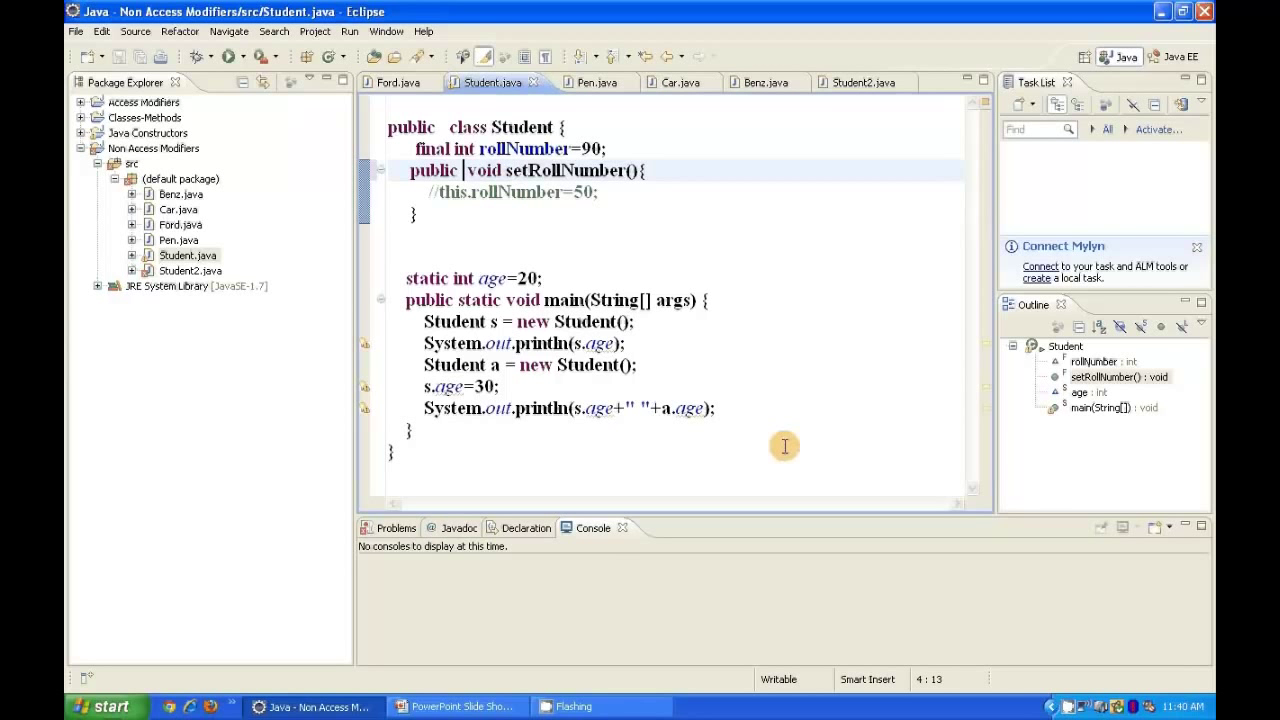 Java - Non Access Modifiers/src/Student.java - Eclipse
File Edit Source Refactor Navigate Search Project Run Window Help
Java Java EE
Package Explorer
Access Modifiers
Classes-Methods
Java Constructors
Non Access Modifiers
src
(default package)
Benz.java
Car.java
Ford.java
Pen.java
Student.java
Student2.java
JRE System Library [JavaSE-1.7]
Ford.java Student.java Pen.java Car.java Benz.java Student2.java
public class Student {
final int rollNumber=90;
public void setRollNumber(){
//this.rollNumber=50;
}
static int age=20;
public static void main(String[] args) {
Student s = new Student();
System.out.println(s.age);
Student a = new Student();
s.age=30;
System.out.println(s.age+" "+a.age);
}
}
Task List
Find All Activate...
Connect Mylyn
Connect to your task and ALM tools or
create a local task.
Outline
Student
rollNumber : int
setRollNumber() : void
age : int
main(String[]) : void
Problems @ Javadoc Declaration Console
No consoles to display at this time.
Writable Smart Insert 4 : 13
start Java - Non Access M... PowerPoint Slide Sho... Flashing 11:40 AM